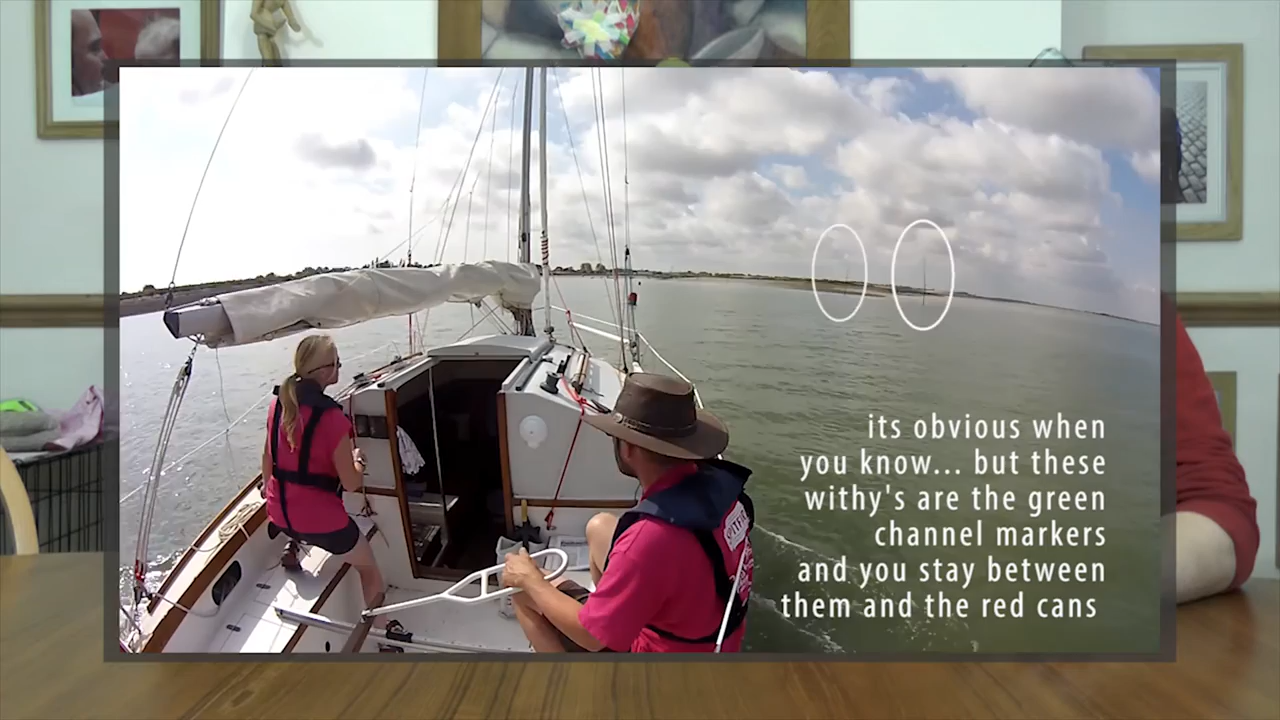 its obvious when
you know... but these
withy's are the green
channel markers
and you stay between
them and the red cans